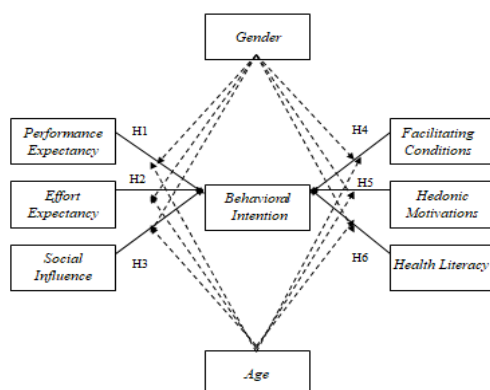 Gender
H1
H4
Performance
Expectancy
Facilitating
Conditions
H2
H5
Effort
Expectancy
Behavioral
Intention
Hedonic
Motivations
Social
Influence
H3
H6
Health Literacy
Age